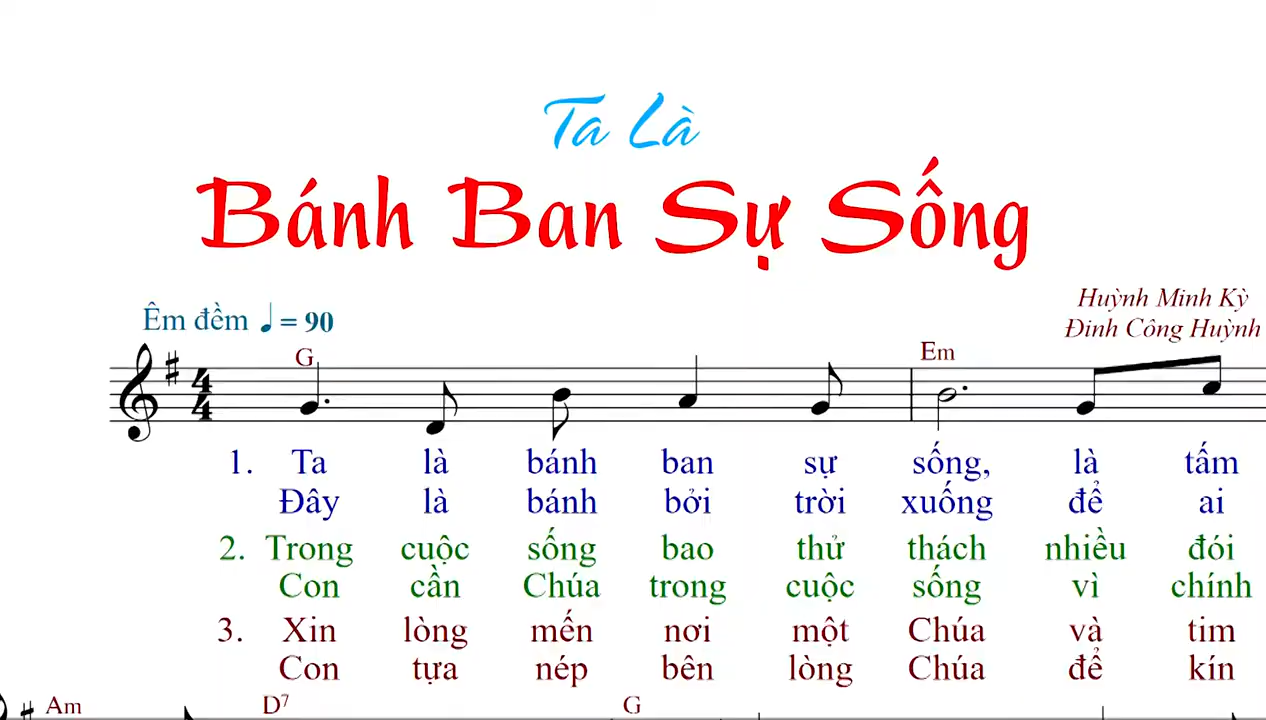 Ta Là
Bánh Ban Sự Sống
Huỳnh Minh Kỳ
Êm đềm ♩ = 90
Đinh Công Huỳnh
G Em
4
4
1. Ta là bánh ban sự sống, là tấm
Đây là bánh bởi trời xuống để ai
2. Trong cuộc sống bao thử thách nhiều đói
Con cần Chúa trong cuộc sống vì chính
3. Xin lòng mến nơi một Chúa và tim
Con tựa nép bên lòng Chúa để kín
Am D7 G